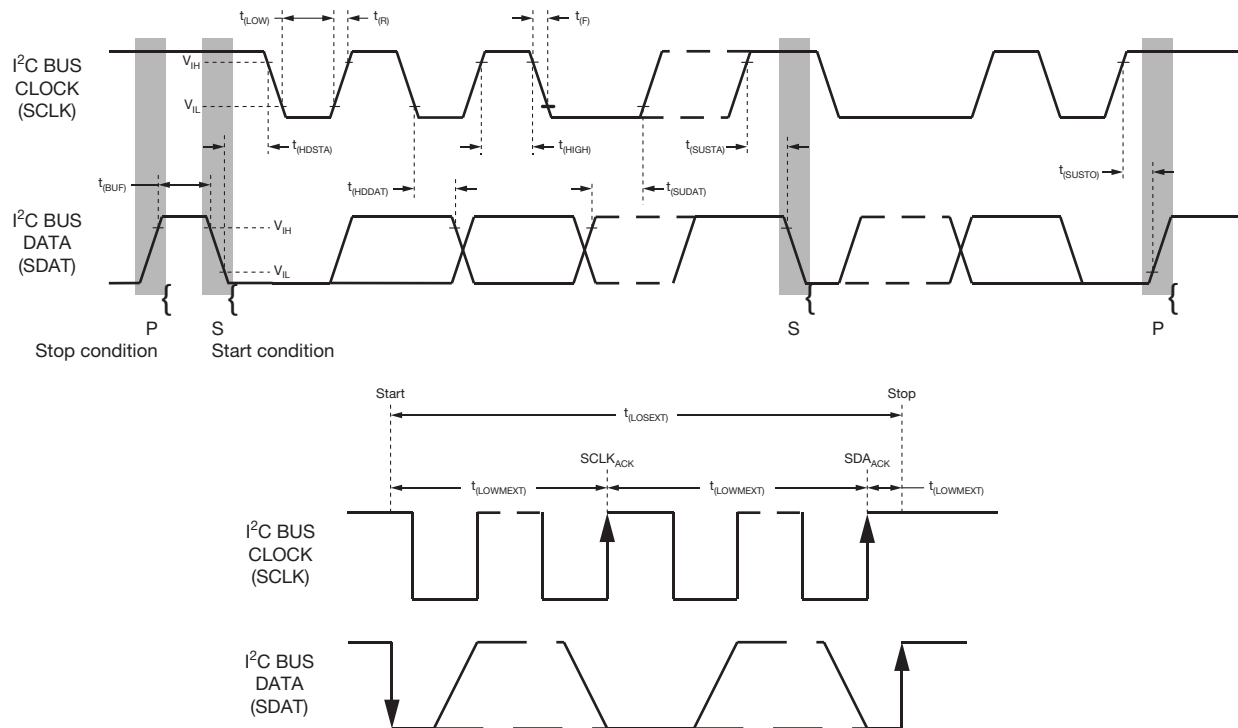 t(LOW) t(R) t(F)
I²C BUS
CLOCK
(SCLK)
VIH
VIL
t(HDSTA) t(HIGH) t(SUSTA)
t(BUF) t(HDDAT) t(SUDAT) t(SUSTO)
I²C BUS
DATA
(SDAT)
VIH
VIL
{ { { {
P S S P
Stop condition Start condition
Start Stop
t(LOSEXT)
SCLKACK SDAACK
t(LOWMEXT) t(LOWMEXT) t(LOWMEXT)
I²C BUS
CLOCK
(SCLK)
I²C BUS
DATA
(SDAT)